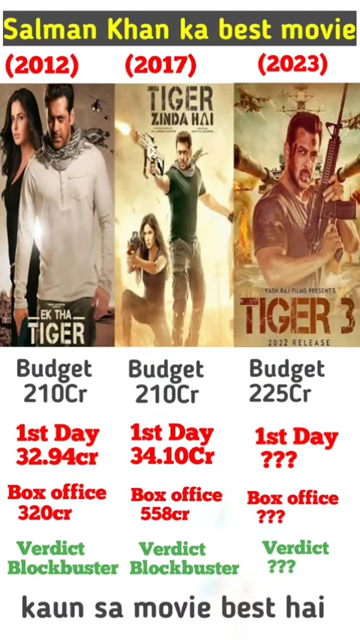 Salman Khan ka best movie
(2012) (2017) (2023)
TIGER
ZINDA HAI
EK THA
TIGER
YASH RAJ FILMS PRESENT'S
TIGER 3
2022 RELEASE
Budget Budget Budget
210Cr 210Cr 225Cr
1st Day 1st Day 1st Day
32.94cr 34.10Cr ???
Box office Box office Box office
320cr 558cr ???
Verdict Verdict Verdict
Blockbuster Blockbuster ???
kaun sa movie best hai